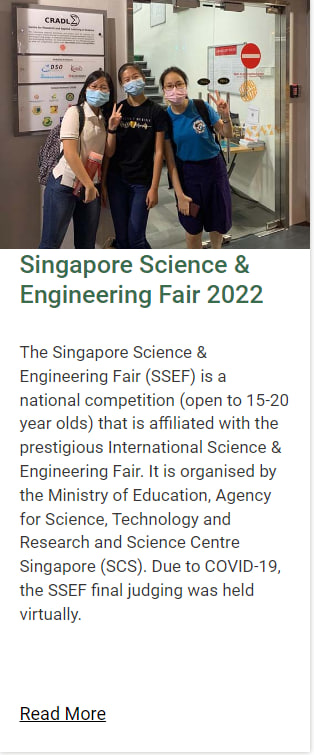 CRADLΣ
DSO
Singapore Science &
Engineering Fair 2022
The Singapore Science &
Engineering Fair (SSEF) is a
national competition (open to 15-20
year olds) that is affiliated with the
prestigious International Science &
Engineering Fair. It is organised by
the Ministry of Education, Agency
for Science, Technology and
Research and Science Centre
Singapore (SCS). Due to COVID-19,
the SSEF final judging was held
virtually.
Read More